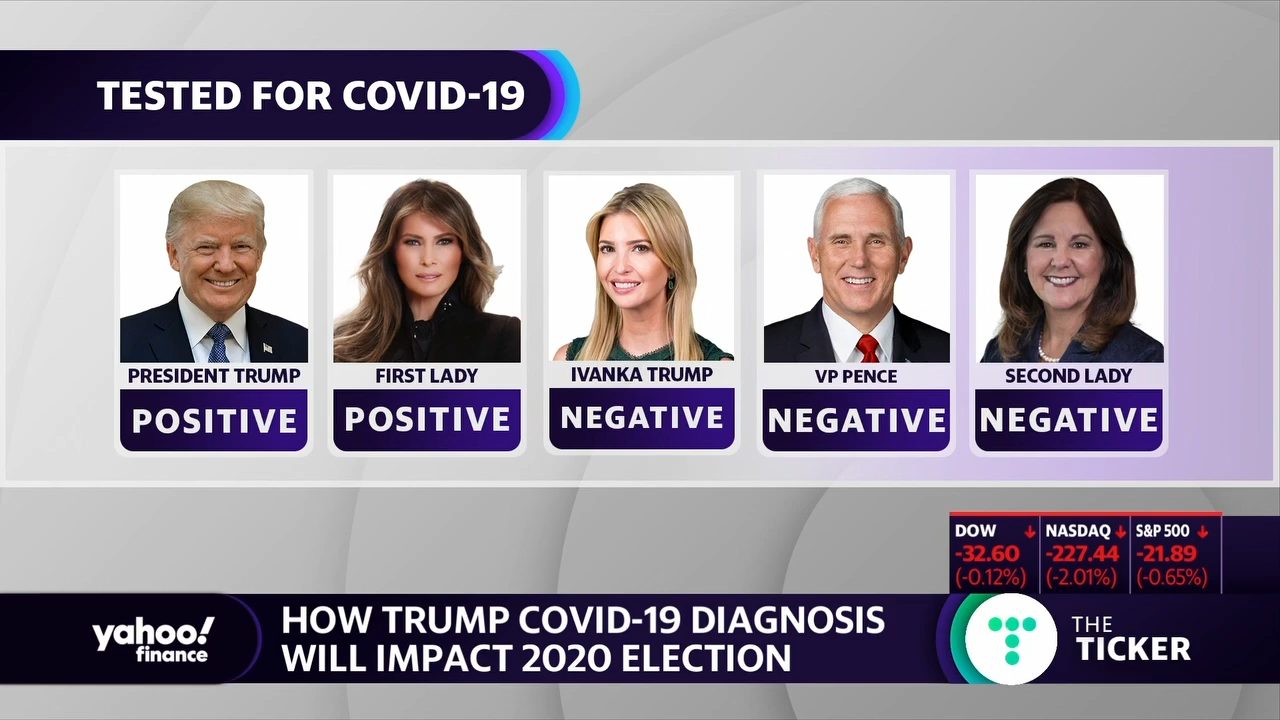 TESTED FOR COVID-19
PRESIDENT TRUMP
POSITIVE
FIRST LADY
POSITIVE
IVANKA TRUMP
NEGATIVE
VP PENCE
NEGATIVE
SECOND LADY
NEGATIVE
DOW
-32.60
(-0.12%)
NASDAQ
-227.44
(-2.01%)
S&P 500
-21.89
(-0.65%)
yahoo!
finance
HOW TRUMP COVID-19 DIAGNOSIS
WILL IMPACT 2020 ELECTION
THE
TICKER